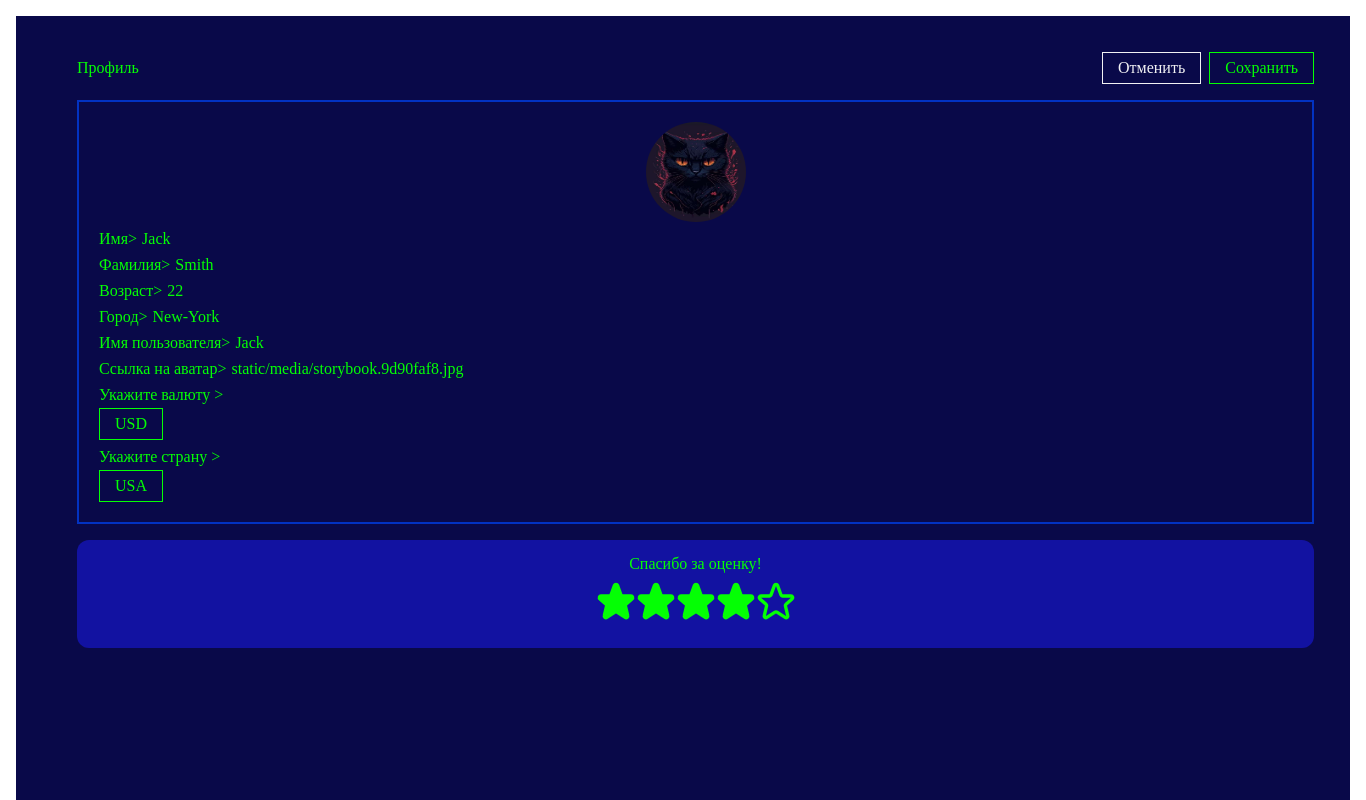 Профиль
Отменить
Сохранить
Имя> Jack
Фамилия> Smith
Возраст> 22
Город> New-York
Имя пользователя> Jack
Ссылка на аватар> static/media/storybook.9d90faf8.jpg
Укажите валюту >
USD
Укажите страну >
USA
Спасибо за оценку!